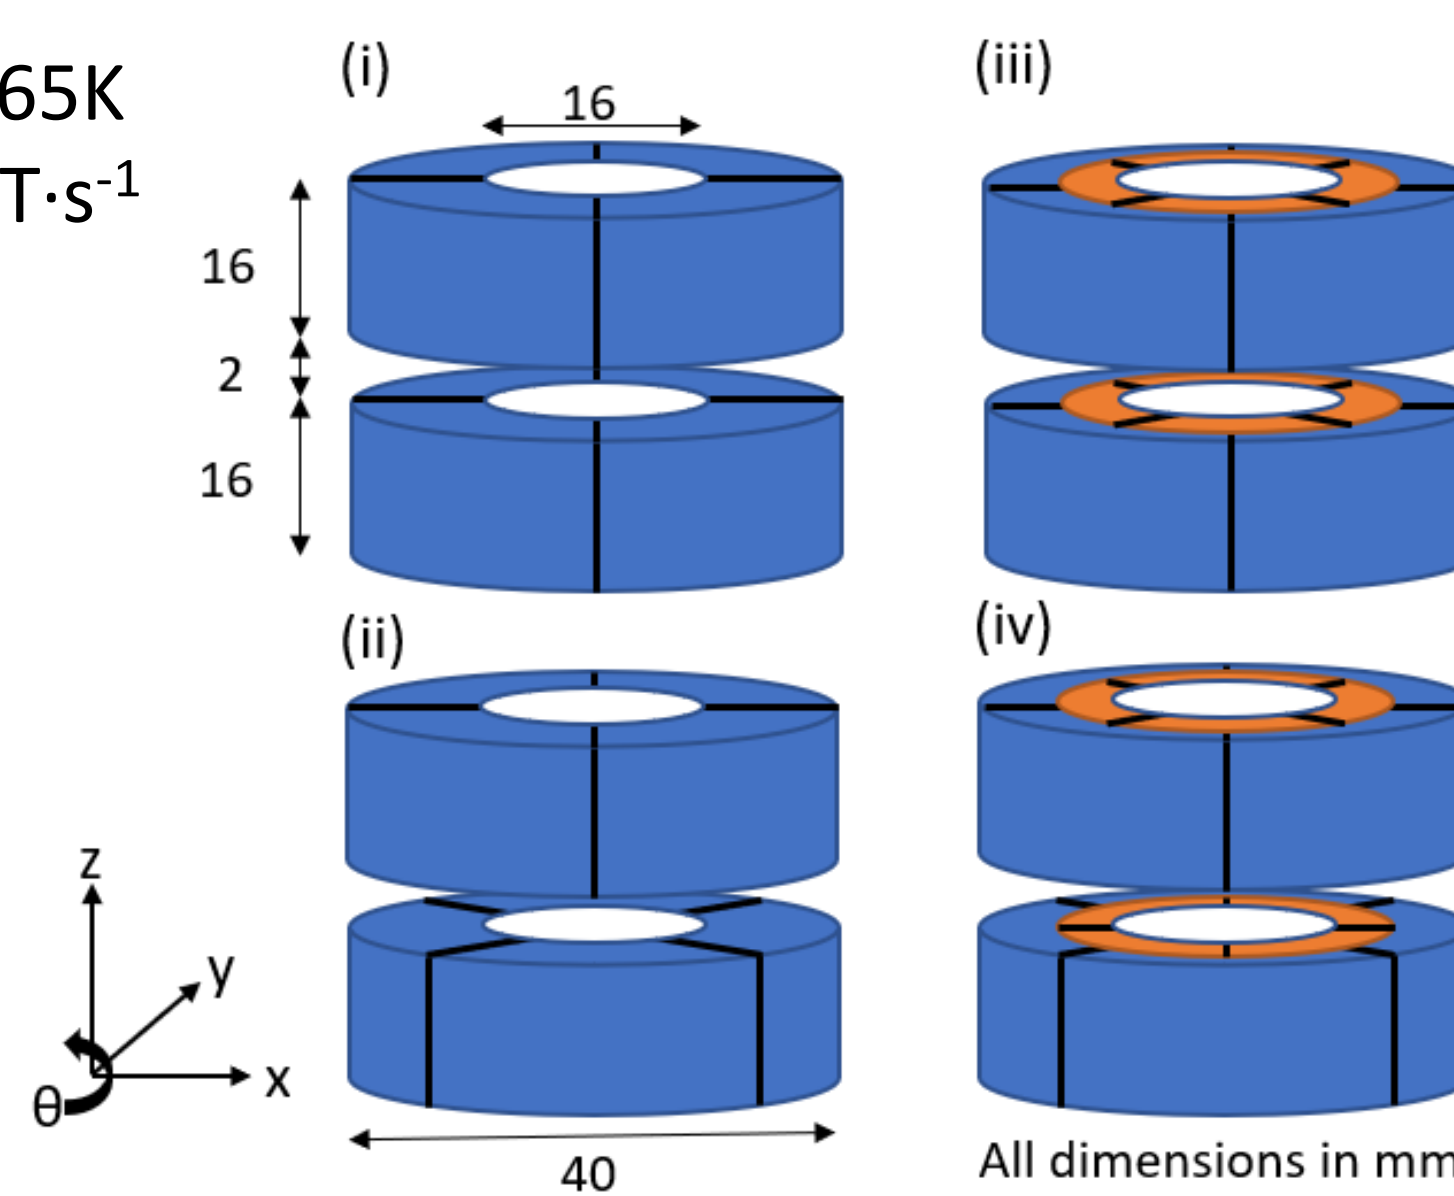 65K
T·s-1
(i)
16
16
2
16
(ii)
40
(iii)
(iv)
z
y
x
θ
All dimensions in mm